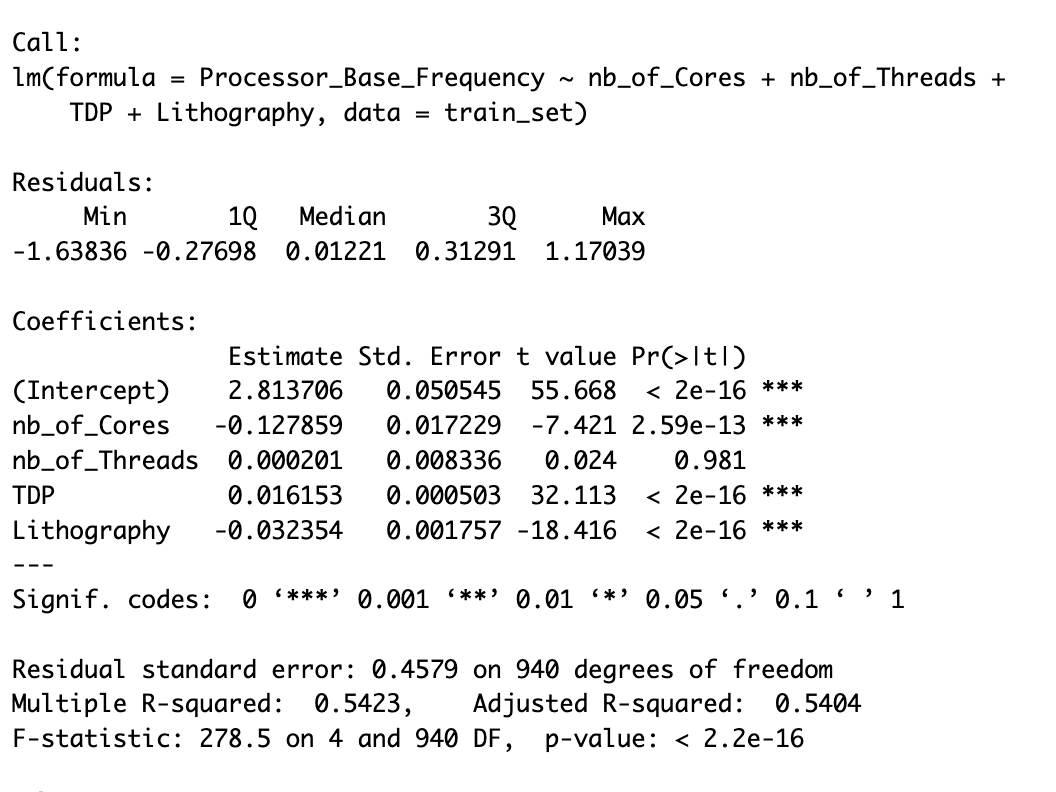 Call:
lm(formula = Processor_Base_Frequency ~ nb_of_Cores + nb_of_Threads +
    TDP + Lithography, data = train_set)
Residuals:
     Min       1Q   Median       3Q      Max
-1.63836 -0.27698  0.01221  0.31291  1.17039
Coefficients:
               Estimate Std. Error t value Pr(>|t|)
(Intercept)    2.813706   0.050545  55.668  < 2e-16 ***
nb_of_Cores   -0.127859   0.017229  -7.421 2.59e-13 ***
nb_of_Threads  0.000201   0.008336   0.024    0.981
TDP            0.016153   0.000503  32.113  < 2e-16 ***
Lithography   -0.032354   0.001757 -18.416  < 2e-16 ***
---
Signif. codes:  0 ‘***’ 0.001 ‘**’ 0.01 ‘*’ 0.05 ‘.’ 0.1 ‘ ’ 1
Residual standard error: 0.4579 on 940 degrees of freedom
Multiple R-squared:  0.5423,    Adjusted R-squared:  0.5404
F-statistic: 278.5 on 4 and 940 DF,  p-value: < 2.2e-16